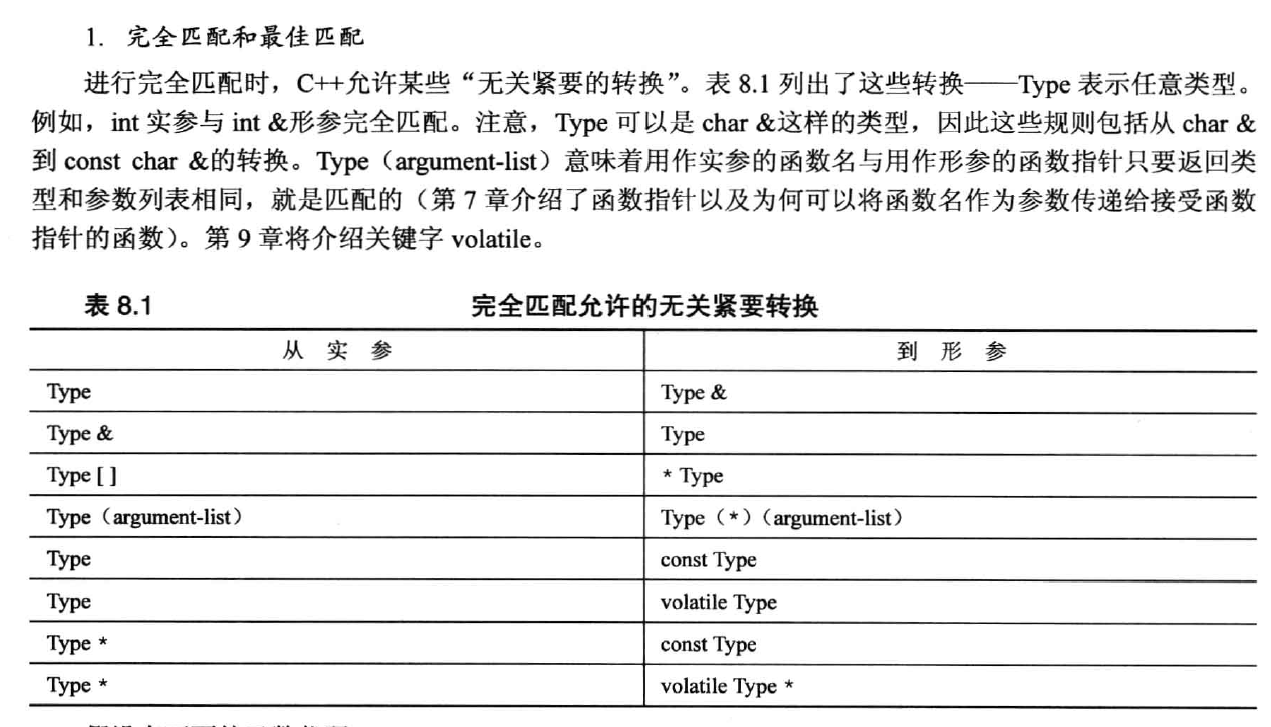 1. 完全匹配和最佳匹配
进行完全匹配时，C++允许某些“无关紧要的转换”。表 8.1 列出了这些转换——Type 表示任意类型。
例如，int 实参与 int &形参完全匹配。注意，Type 可以是 char &这样的类型，因此这些规则包括从 char &
到 const char &的转换。Type（argument-list）意味着用作实参的函数名与用作形参的函数指针只要返回类
型和参数列表相同，就是匹配的（第 7 章介绍了函数指针以及为何可以将函数名作为参数传递给接受函数
指针的函数）。第 9 章将介绍关键字 volatile。
表 8.1 完全匹配允许的无关紧要转换
从 实 参 到 形 参
Type Type &
Type & Type
Type [ ] * Type
Type（argument-list） Type（*）（argument-list）
Type const Type
Type volatile Type
Type * const Type
Type * volatile Type *